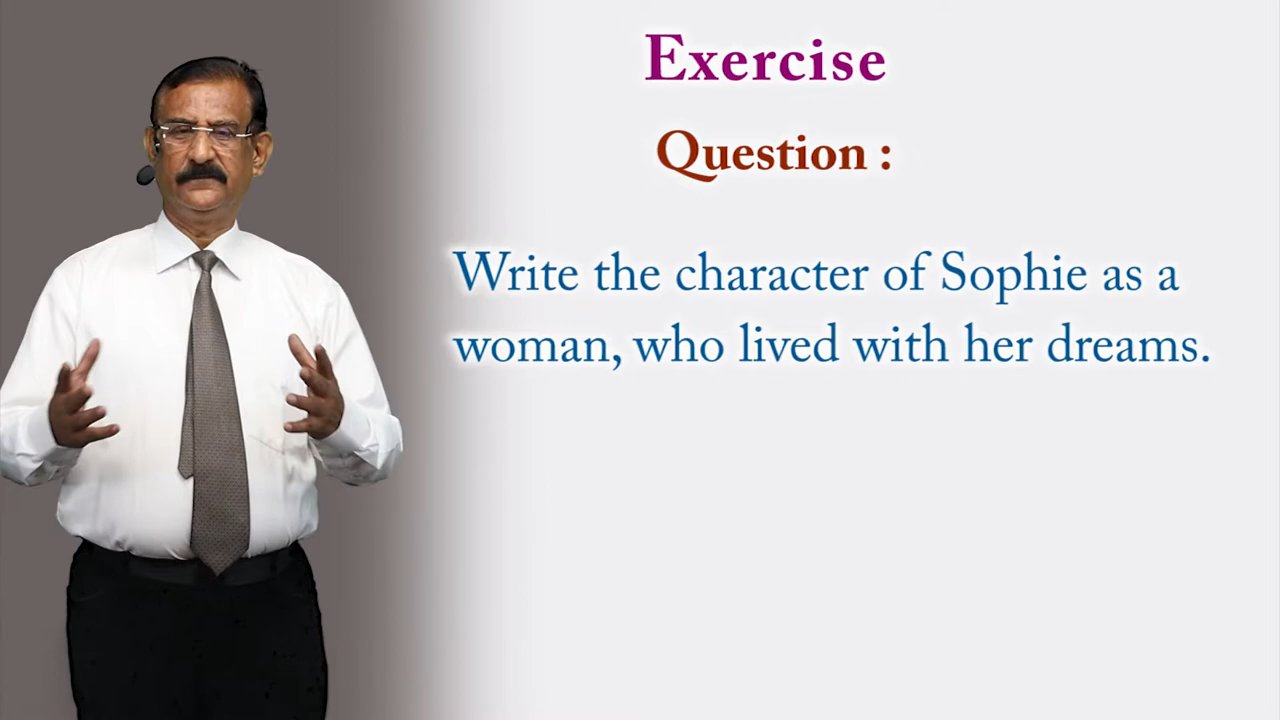 Exercise
Question :
Write the character of Sophie as a
woman, who lived with her dreams.